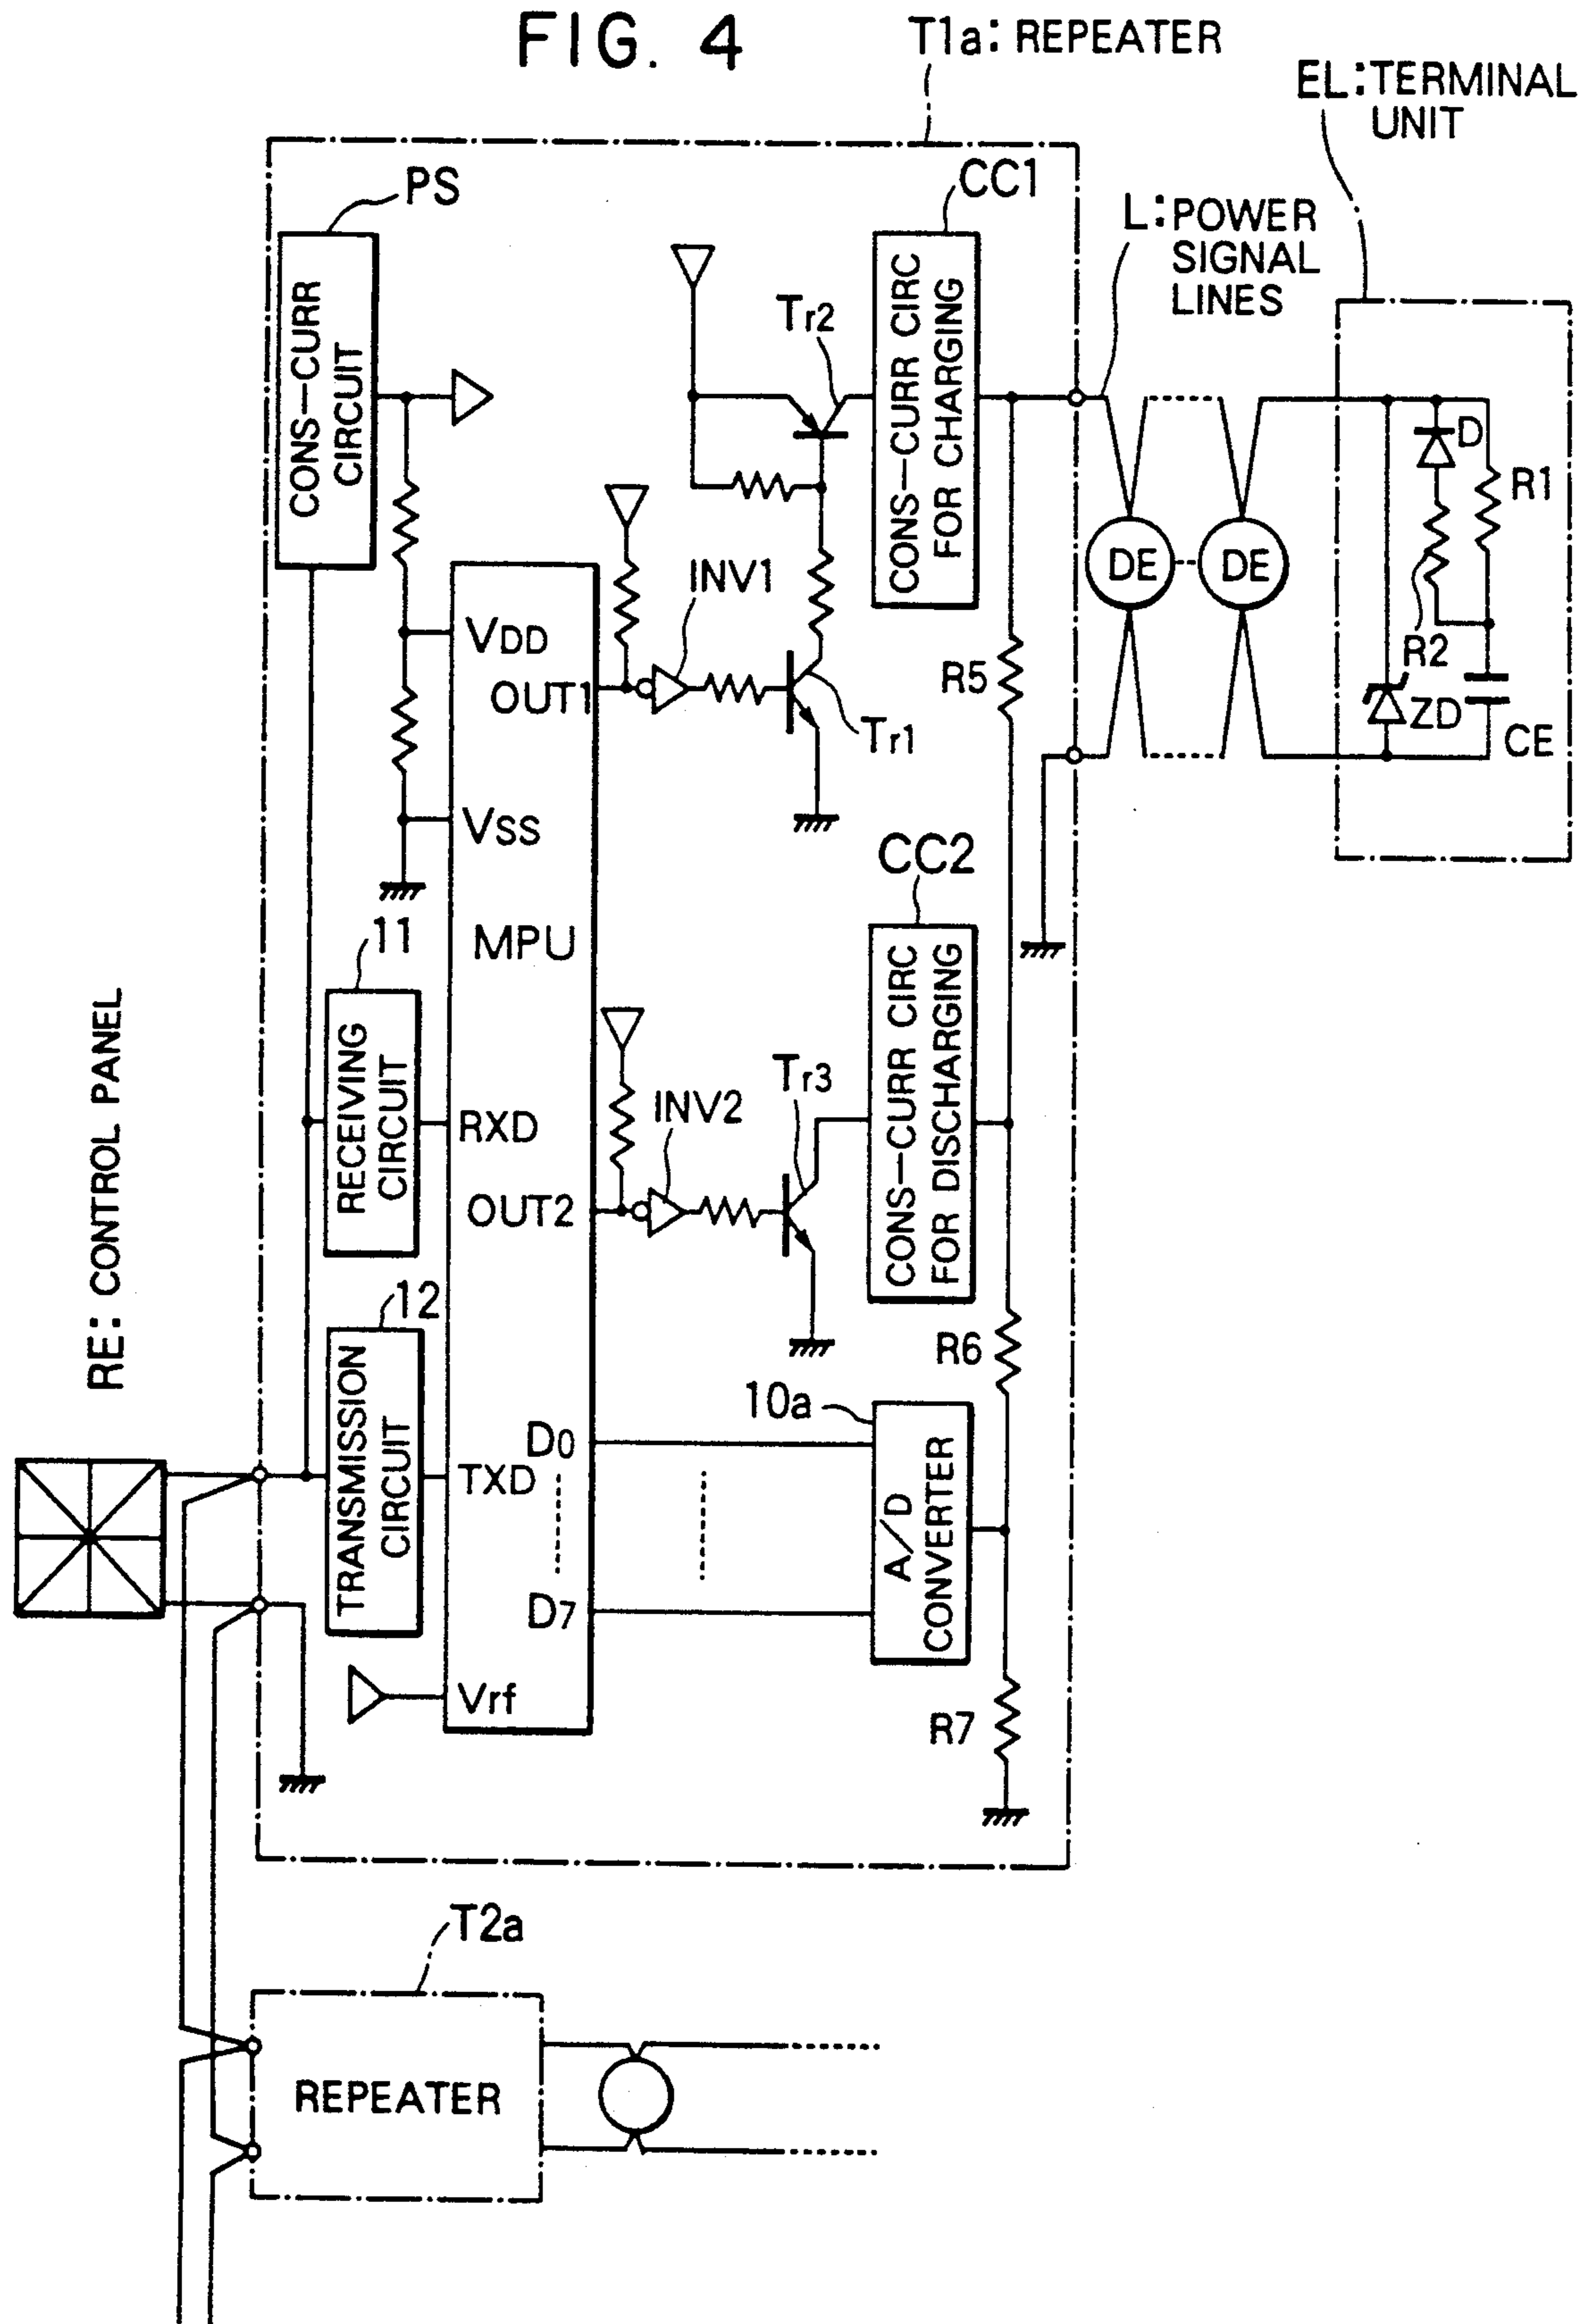 FIG. 4
T1a: REPEATER
EL: TERMINAL
UNIT
PS
CC1
L: POWER
SIGNAL
LINES
CONS-CURR
CIRCUIT
Tr2
CONS-CURR CIRC
FOR CHARGING
D
R1
INV1
DE
DE
VDD
R2
R5
OUT1
ZD
Tr1
CE
VSS
CC2
11
MPU
RE: CONTROL PANEL
RECEIVING
CIRCUIT
CONS-CURR CIRC
FOR DISCHARGING
Tr3
INV2
RXD
OUT2
12
R6
TRANSMISSION
CIRCUIT
10a
D0
TXD
A/D
CONVERTER
D7
Vrf
R7
T2a
REPEATER